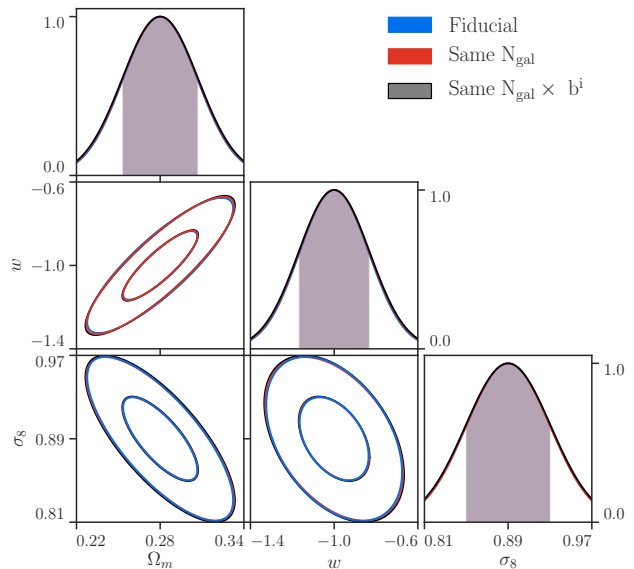 1.0
0.0
Fiducial
Same N_gal
Same N_gal × b^i
w
−0.6
−1.0
−1.4
1.0
0.0
σ_8
0.97
0.89
0.81
1.0
0.0
0.22 0.28 0.34
−1.4 −1.0 −0.6
0.81 0.89 0.97
Ω_m
w
σ_8